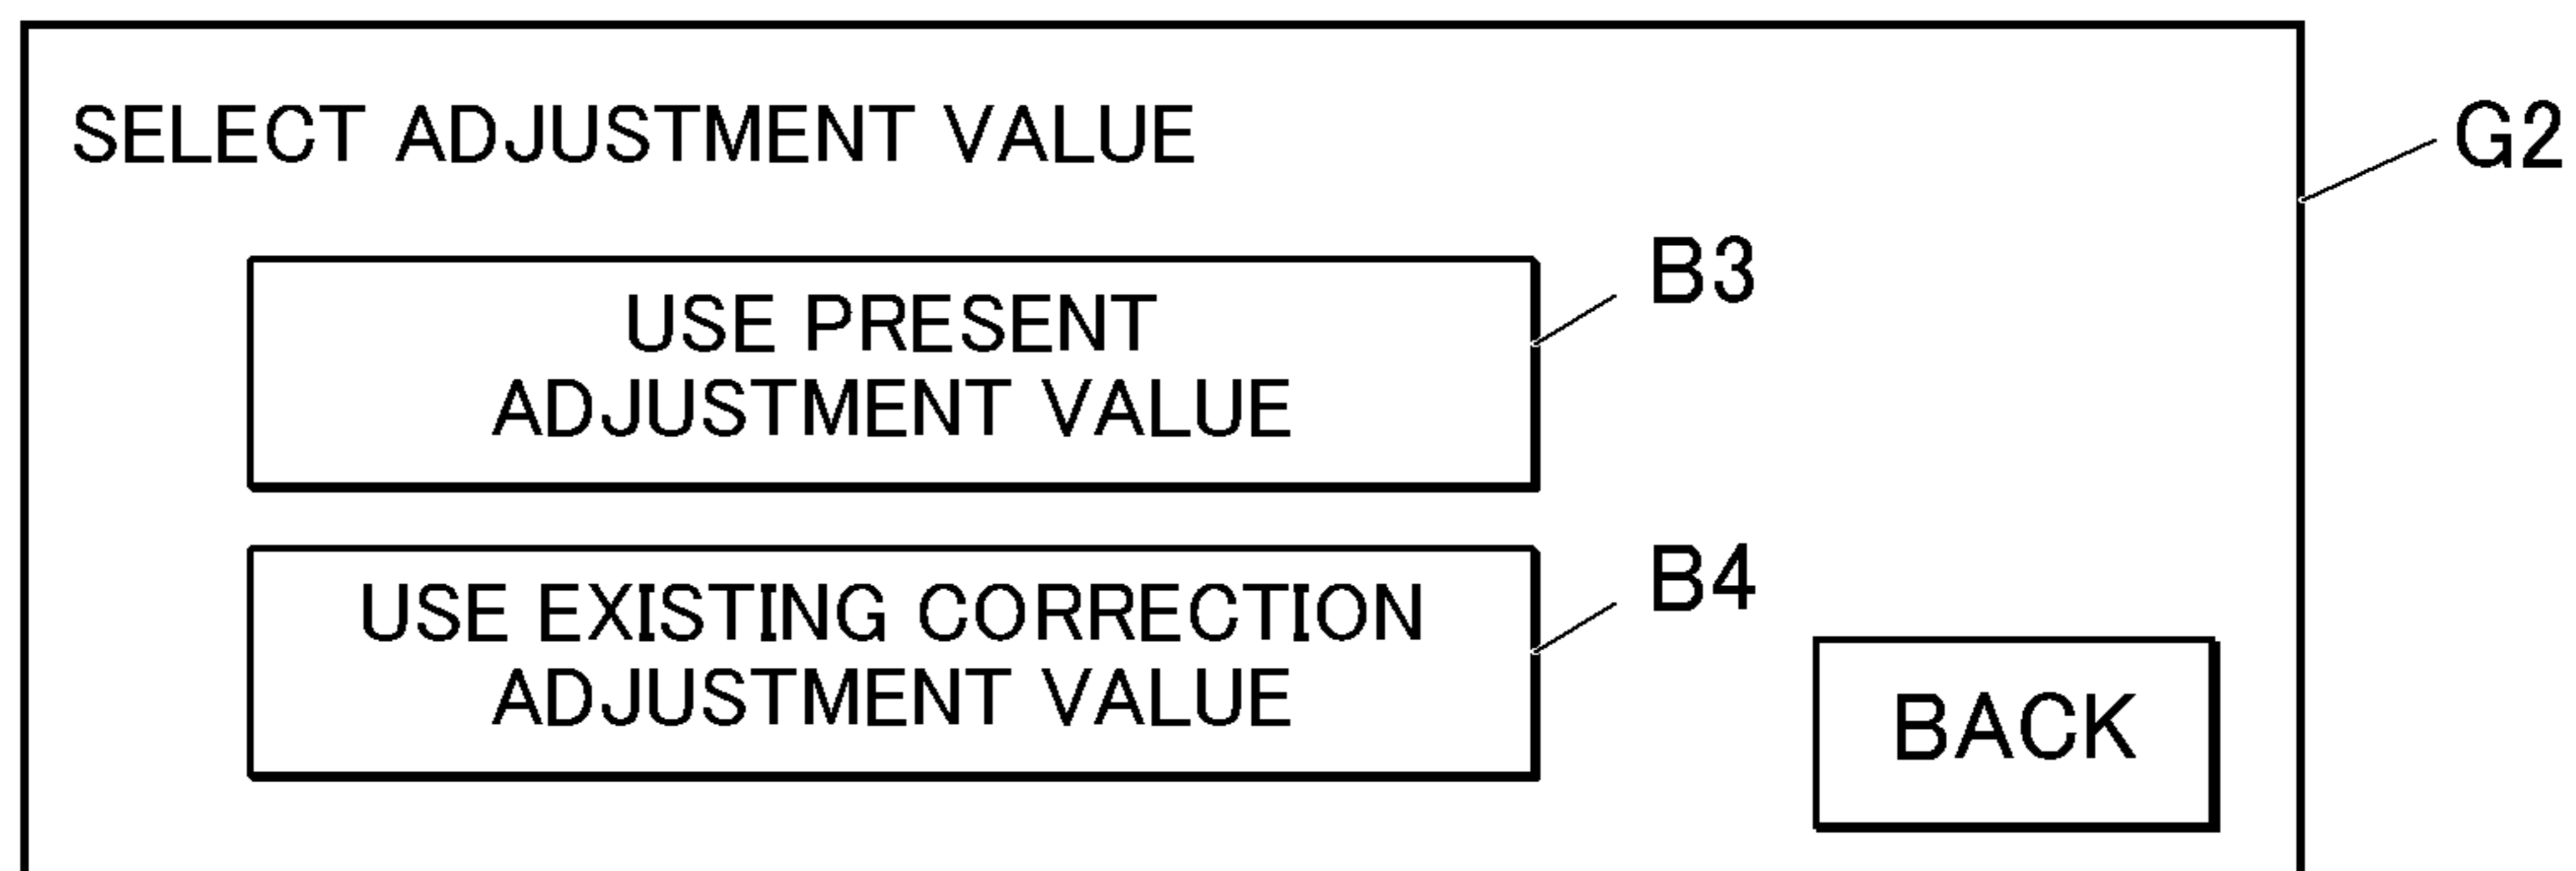 SELECT ADJUSTMENT VALUE
G2
USE PRESENT
ADJUSTMENT VALUE
B3
USE EXISTING CORRECTION
ADJUSTMENT VALUE
B4
BACK